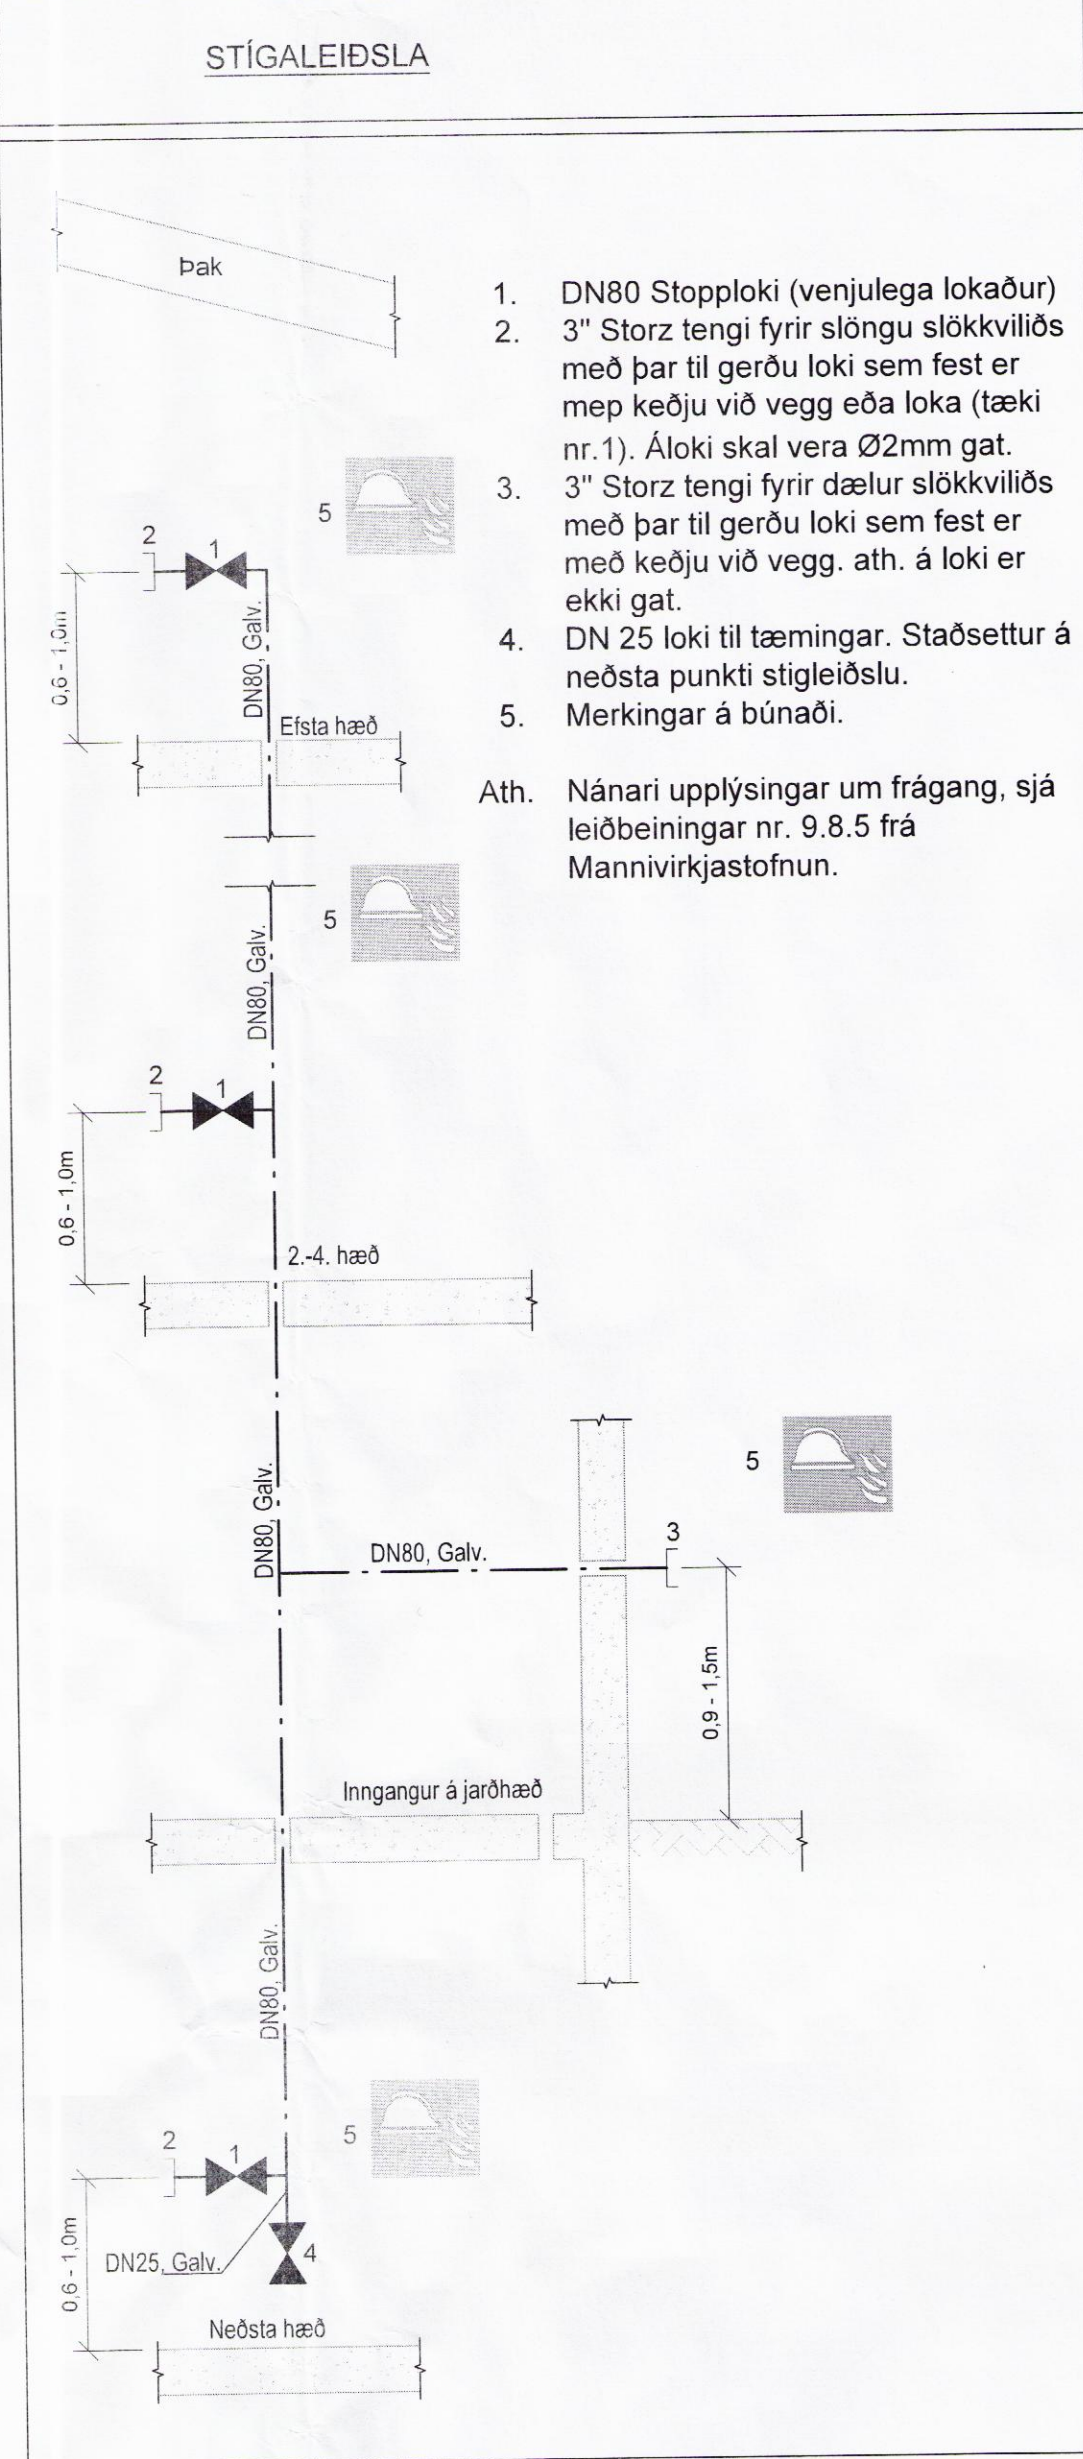 STÍGALEIÐSLA
Þak
1. DN80 Stopploki (venjulega lokaður)
2. 3" Storz tengi fyrir slöngu slökkviliðs
með þar til gerðu loki sem fest er
mep keðju við vegg eða loka (tæki
nr.1). Áloki skal vera Ø2mm gat.
3. 3" Storz tengi fyrir dælur slökkviliðs
með þar til gerðu loki sem fest er
með keðju við vegg. ath. á loki er
ekki gat.
4. DN 25 loki til tæmingar. Staðsettur á
neðsta punkti stigleiðslu.
5. Merkingar á búnaði.
Ath. Nánari upplýsingar um frágang, sjá
leiðbeiningar nr. 9.8.5 frá
Mannivirkjastofnun.
5
2
1
0,6 - 1,0m
DN80, Galv.
Efsta hæð
5
DN80, Galv.
2
1
0,6 - 1,0m
2.-4. hæð
5
DN80, Galv.
DN80, Galv.
3
0,9 - 1,5m
Inngangur á jarðhæð
DN80, Galv.
5
2
1
0,6 - 1,0m
DN25, Galv.
4
Neðsta hæð